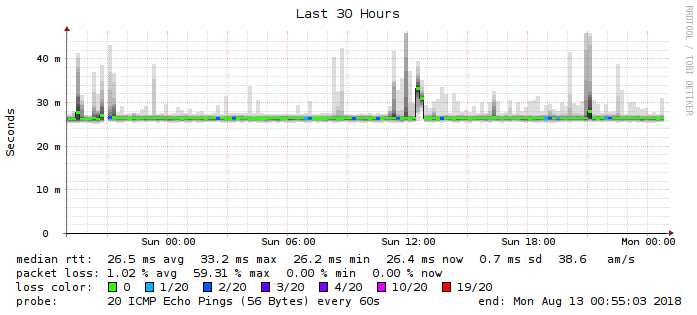 Last 30 Hours
RRDTOOL / TOBI OETIKER
Seconds
40 m
30 m
20 m
10 m
0
Sun 00:00 Sun 06:00 Sun 12:00 Sun 18:00 Mon 00:00
median rtt: 26.5 ms avg 33.2 ms max 26.2 ms min 26.4 ms now 0.7 ms sd 38.6 am/s
packet loss: 1.02 % avg 59.31 % max 0.00 % min 0.00 % now
loss color: 0 1/20 2/20 3/20 4/20 10/20 19/20
probe: 20 ICMP Echo Pings (56 Bytes) every 60s end: Mon Aug 13 00:55:03 2018